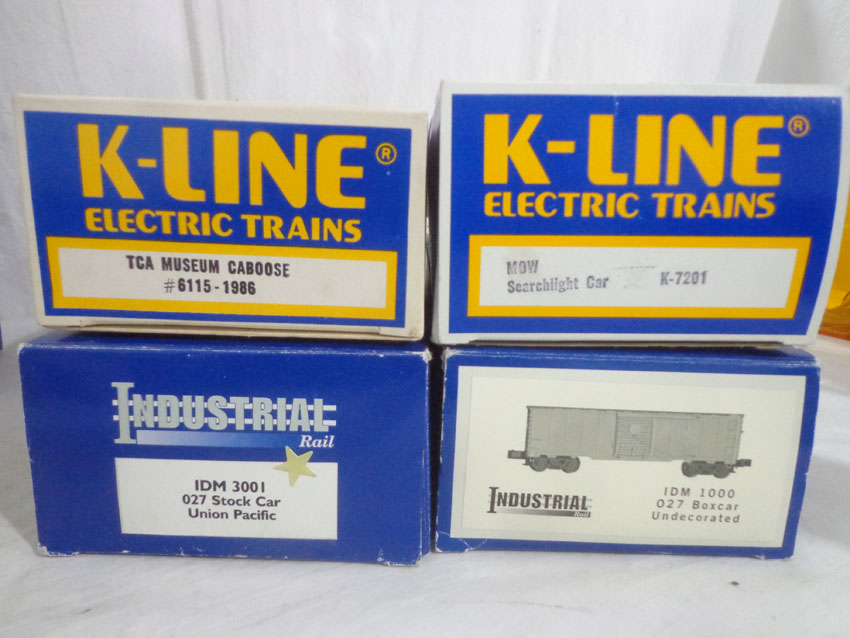 K-LINE®
ELECTRIC TRAINS
TCA MUSEUM CABOOSE
#6115-1986
K-LINE®
ELECTRIC TRAINS
MOW
Searchlight Car K-7201
INDUSTRIAL
Rail
IDM 3001
027 Stock Car
Union Pacific
INDUSTRIAL
Rail
IDM 1000
027 Boxcar
Undecorated